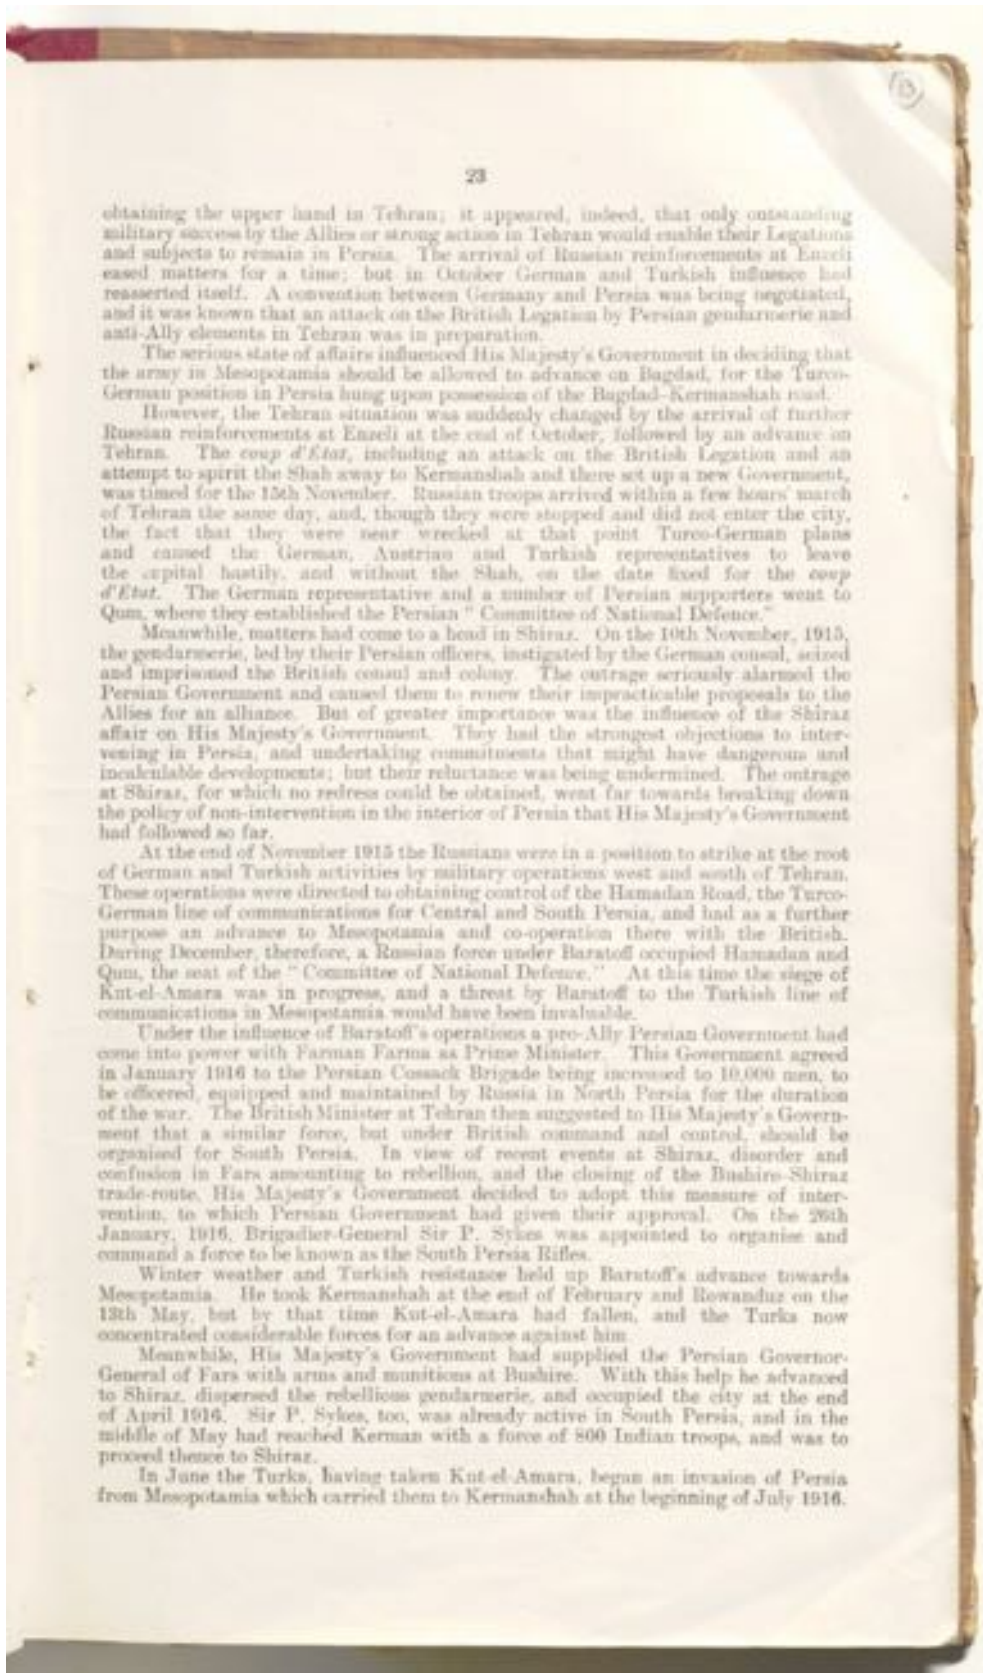 23
obtaining the upper hand in Tehran; it appeared, indeed, that only outstanding
military success by the Allies or strong action in Tehran would enable their Legations
and subjects to remain in Persia. The arrival of Russian reinforcements at Enzeli
eased matters for a time; but in October German and Turkish influence had
reasserted itself. A convention between Germany and Persia was being negotiated,
and it was known that an attack on the British Legation by Persian gendarmerie and
anti-Ally elements in Tehran was in preparation.
The serious state of affairs influenced His Majesty's Government in deciding that
the army in Mesopotamia should be allowed to advance on Bagdad, for the Turco-
German position in Persia hung upon possession of the Bagdad-Kermanshah road.
However, the Tehran situation was suddenly changed by the arrival of further
Russian reinforcements at Enzeli at the end of October, followed by an advance on
Tehran. The coup d'État, including an attack on the British Legation and an
attempt to spirit the Shah away to Kermanshah and there set up a new Government,
was timed for the 15th November. Russian troops arrived within a few hours' march
of Tehran the same day, and, though they were stopped and did not enter the city,
the fact that they were near wrecked at that point Turco-German plans
and caused the German, Austrian and Turkish representatives to leave
the capital hastily, and without the Shah, on the date fixed for the coup
d'État. The German representative and a number of Persian supporters went to
Qum, where they established the Persian " Committee of National Defence."
Meanwhile, matters had come to a head in Shiraz. On the 10th November, 1915,
the gendarmerie, led by their Persian officers, instigated by the German consul, seized
and imprisoned the British consul and colony. The outrage seriously alarmed the
Persian Government and caused them to renew their impracticable proposals to the
Allies for an alliance. But of greater importance was the influence of the Shiraz
affair on His Majesty's Government. They had the strongest objections to inter-
vening in Persia, and undertaking commitments that might have dangerous and
incalculable developments; but their reluctance was being undermined. The outrage
at Shiraz, for which no redress could be obtained, went far towards breaking down
the policy of non-intervention in the interior of Persia that His Majesty's Government
had followed so far.
At the end of November 1915 the Russians were in a position to strike at the root
of German and Turkish activities by military operations west and south of Tehran.
These operations were directed to obtaining control of the Hamadan Road, the Turco-
German line of communications for Central and South Persia, and had as a further
purpose an advance to Mesopotamia and co-operation there with the British.
During December, therefore, a Russian force under Baratoff occupied Hamadan and
Qum, the seat of the " Committee of National Defence." At this time the siege of
Kut-el-Amara was in progress, and a threat by Baratoff to the Turkish line of
communications in Mesopotamia would have been invaluable.
Under the influence of Baratoff's operations a pro-Ally Persian Government had
come into power with Farman Farma as Prime Minister. This Government agreed
in January 1916 to the Persian Cossack Brigade being increased to 10,000 men, to
be officered, equipped and maintained by Russia in North Persia for the duration
of the war. The British Minister at Tehran then suggested to His Majesty's Govern-
ment that a similar force, but under British command and control, should be
organised for South Persia. In view of recent events at Shiraz, disorder and
confusion in Fars amounting to rebellion, and the closing of the Bushire-Shiraz
trade-route, His Majesty's Government decided to adopt this measure of inter-
vention, to which Persian Government had given their approval. On the 26th
January, 1916, Brigadier-General Sir P. Sykes was appointed to organise and
command a force to be known as the South Persia Rifles.
Winter weather and Turkish resistance held up Baratoff's advance towards
Mesopotamia. He took Kermanshah at the end of February and Rowanduz on the
13th May, but by that time Kut-el-Amara had fallen, and the Turks now
concentrated considerable forces for an advance against him.
Meanwhile, His Majesty's Government had supplied the Persian Governor-
General of Fars with arms and munitions at Bushire. With this help he advanced
to Shiraz, dispersed the rebellious gendarmerie, and occupied the city at the end
of April 1916. Sir P. Sykes, too, was already active in South Persia, and in the
middle of May had reached Kerman with a force of 800 Indian troops, and was to
proceed thence to Shiraz.
In June the Turks, having taken Kut-el-Amara, began an invasion of Persia
from Mesopotamia which carried them to Kermanshah at the beginning of July 1916.